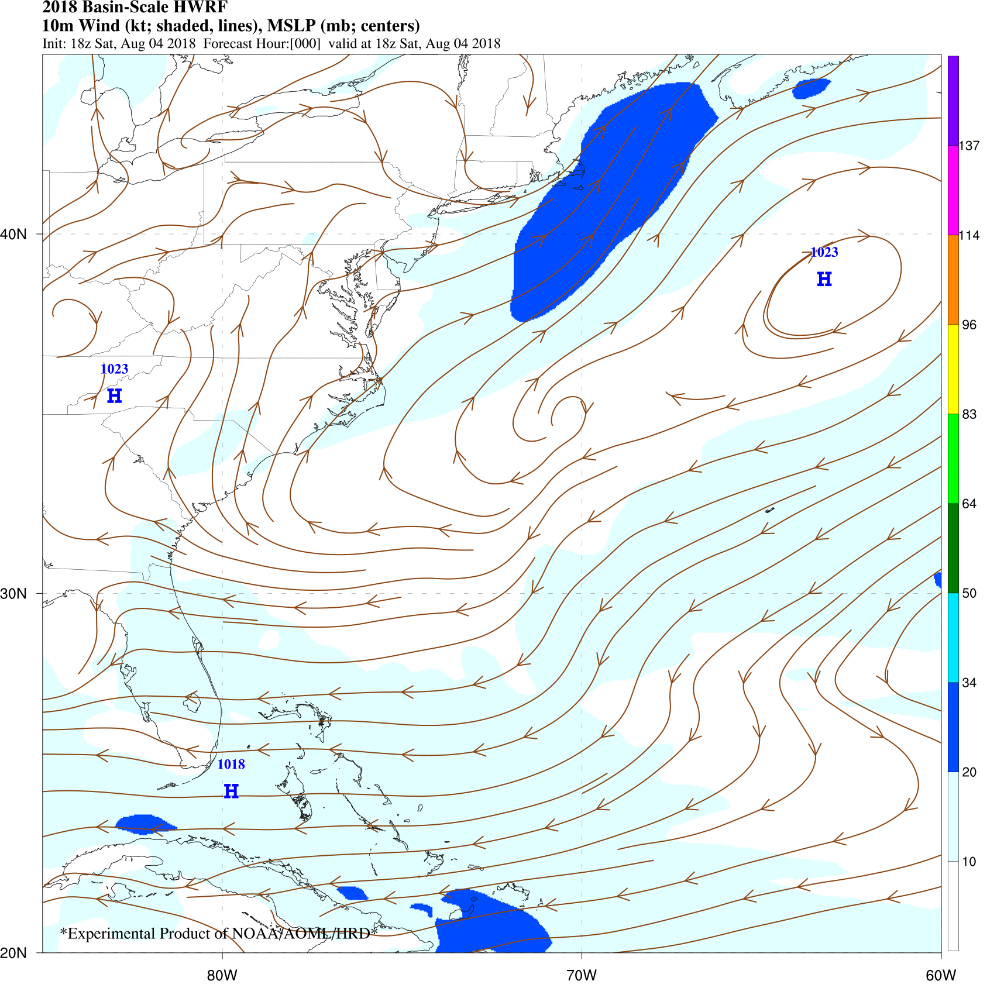 2018 Basin-Scale HWRF
10m Wind (kt; shaded, lines), MSLP (mb; centers)
Init: 18z Sat, Aug 04 2018  Forecast Hour:[000]  valid at 18z Sat, Aug 04 2018
137
114
40N
1023
H
96
1023
H
83
64
30N
50
34
1018
H
20
10
*Experimental Product of NOAA/AOML/HRD*
20N
80W
70W
60W